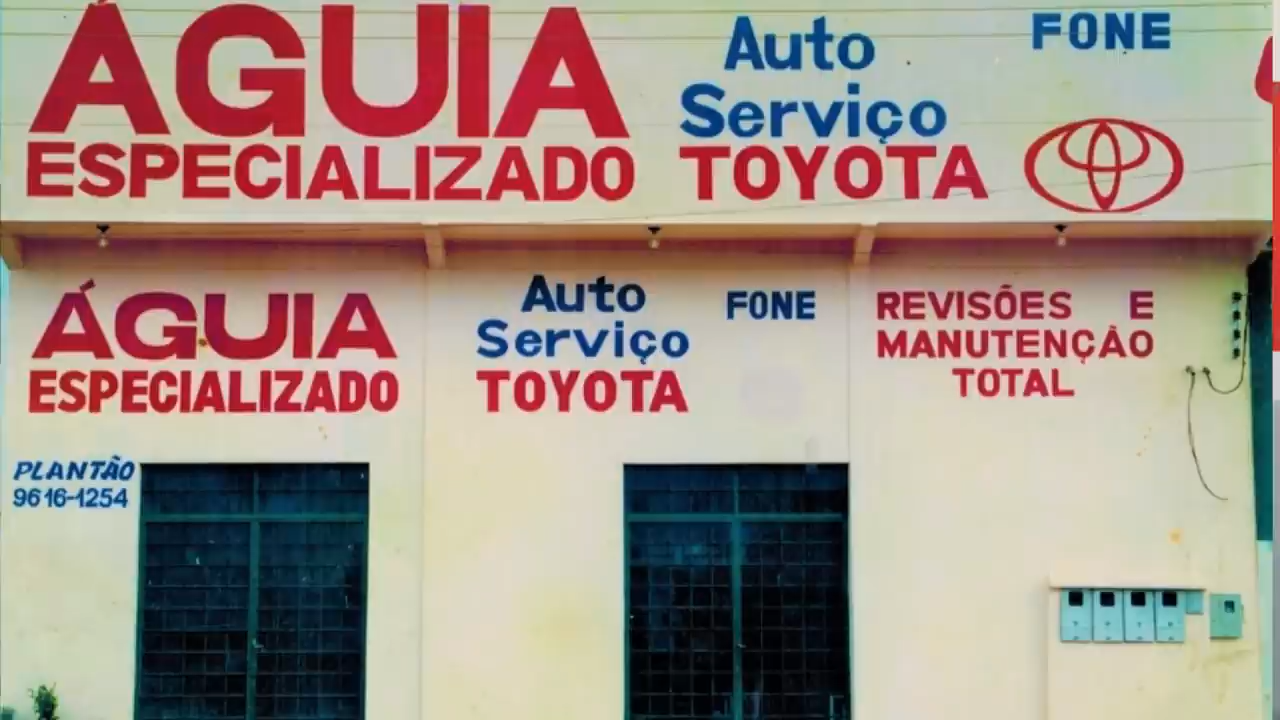 ÁGUIA
ESPECIALIZADO
Auto
Serviço
TOYOTA
FONE
ÁGUIA
ESPECIALIZADO
Auto
Serviço
TOYOTA
FONE
REVISÕES E
MANUTENÇÃO
TOTAL
PLANTÃO
9616-1254